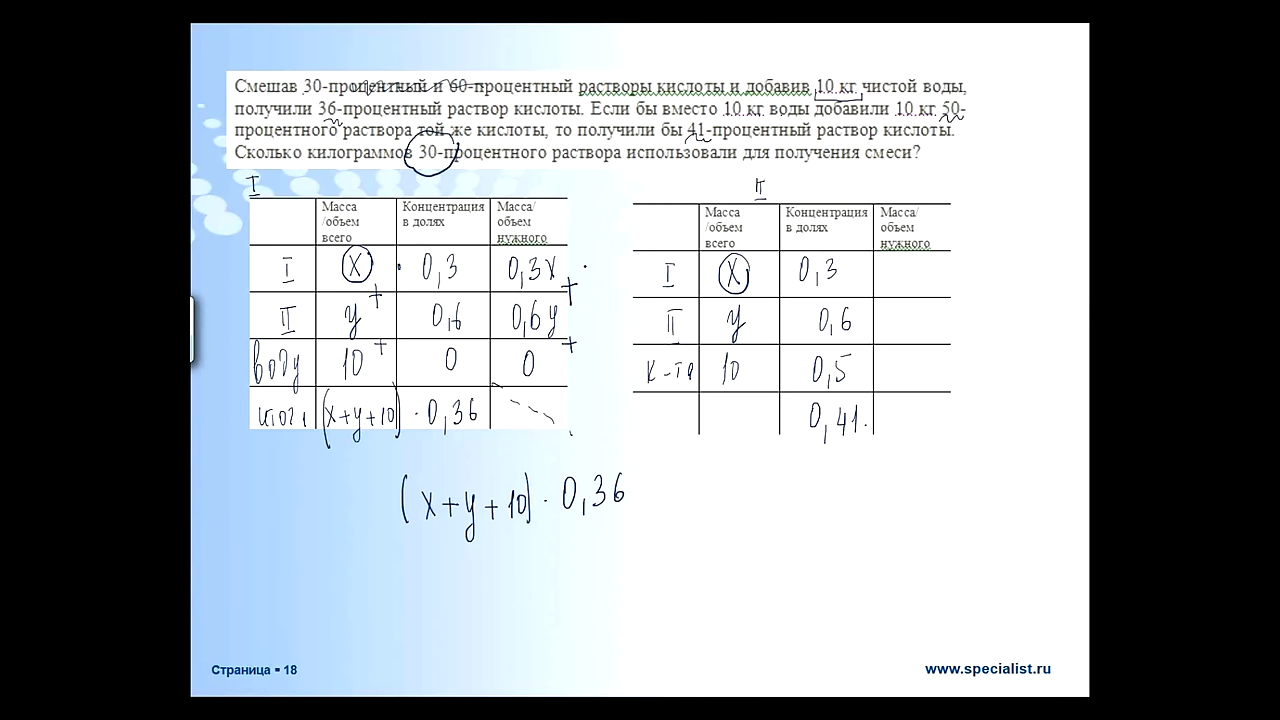 Смешав 30-процентный и 60-процентный растворы кислоты и добавив 10 кг чистой воды,
получили 36-процентный раствор кислоты. Если бы вместо 10 кг воды добавили 10 кг 50-
процентного раствора той же кислоты, то получили бы 41-процентный раствор кислоты.
Сколько килограммов 30-процентного раствора использовали для получения смеси?
I
Масса /объем всего
Концентрация в долях
Масса/ объем нужного
I x · 0,3 0,3x
II y + 0,6 0,6y +
воду 10 + 0 0 +
итог (x+y+10) · 0,36
II
Масса /объем всего
Концентрация в долях
Масса/ объем нужного
I x 0,3
II y 0,6
к-та 10 0,5
0,41.
(x+y+10) · 0,36
Страница ▪ 18
www.specialist.ru